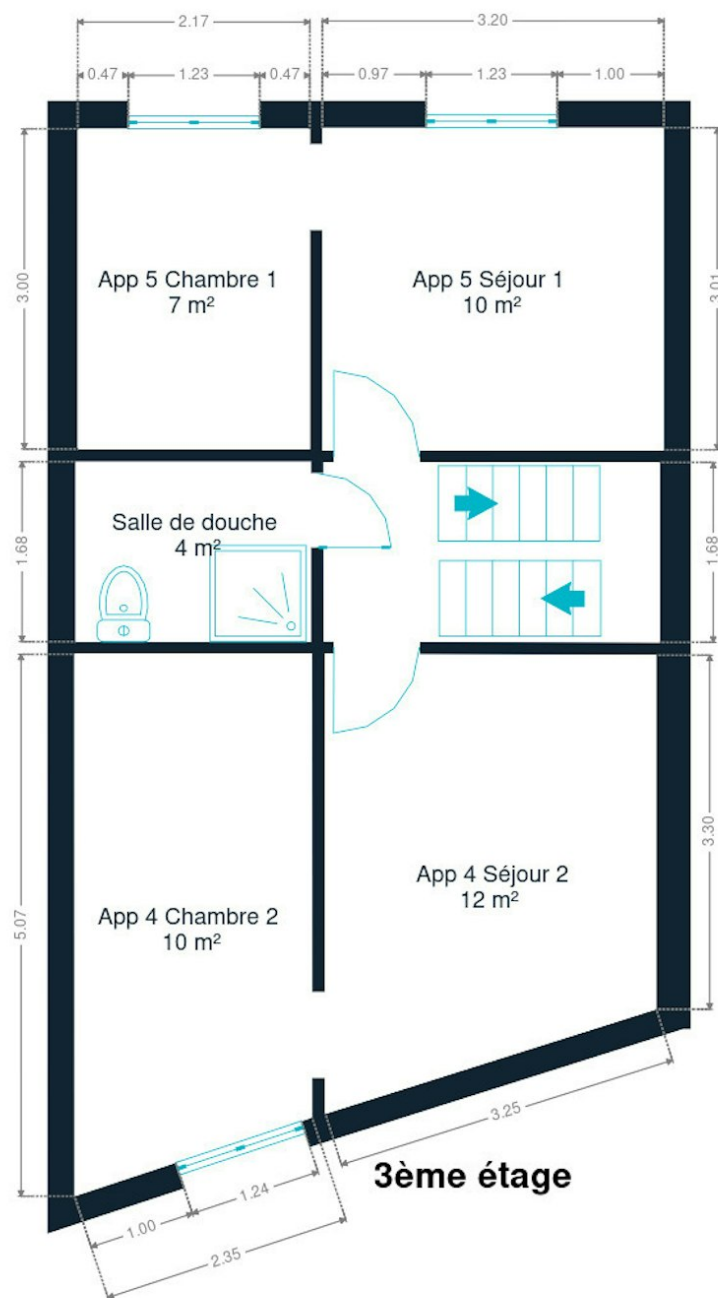 2.17
3.20
0.47
1.23
0.47
0.97
1.23
1.00
3.00
App 5 Chambre 1
7 m²
App 5 Séjour 1
10 m²
3.01
1.68
Salle de douche
4 m²
1.68
5.07
App 4 Chambre 2
10 m²
App 4 Séjour 2
12 m²
3.30
3.25
3ème étage
1.00
1.24
2.35